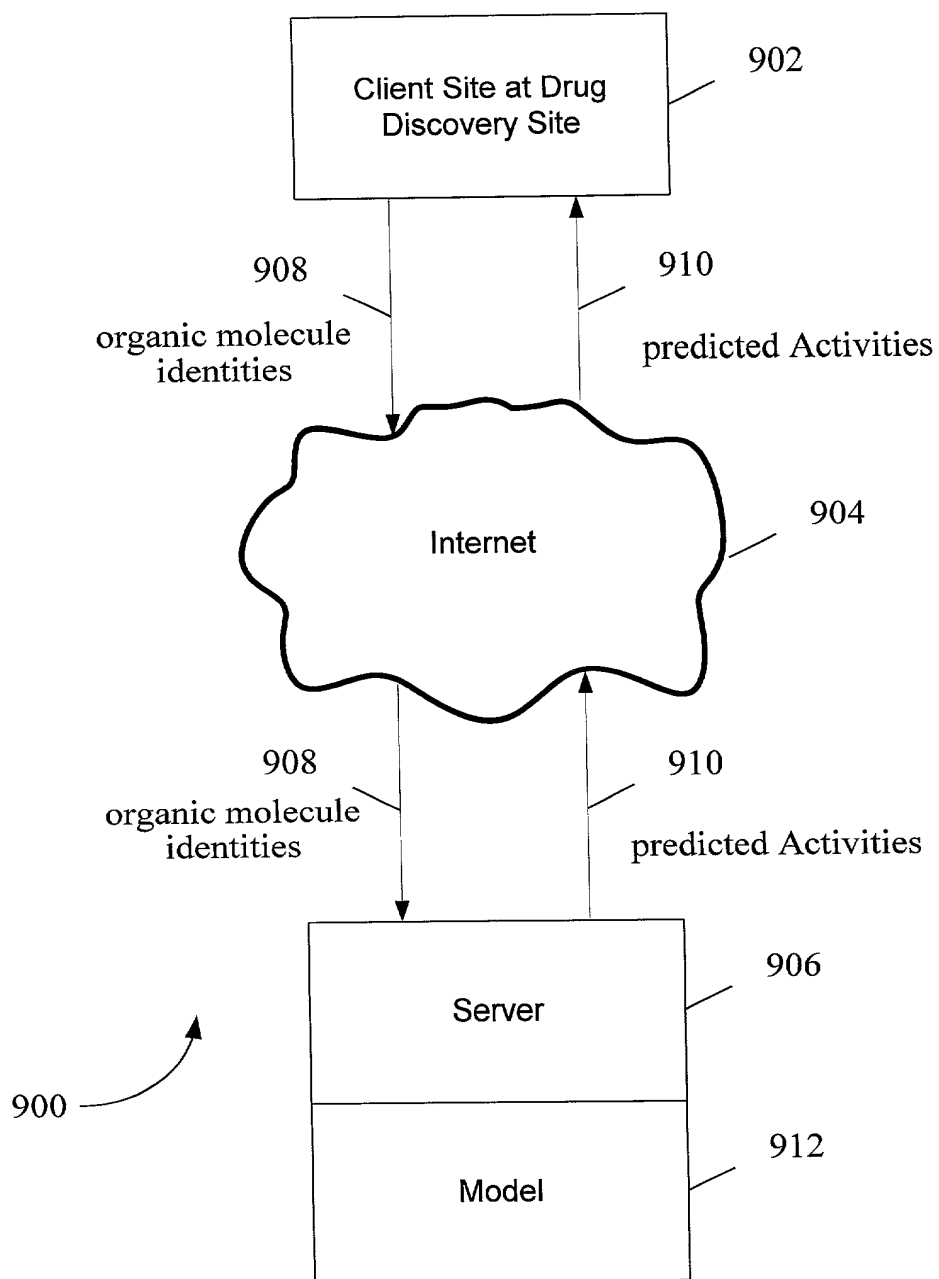 Client Site at Drug
Discovery Site
902
908
organic molecule
identities
910
predicted Activities
Internet
904
908
organic molecule
identities
910
predicted Activities
Server
906
900
Model
912